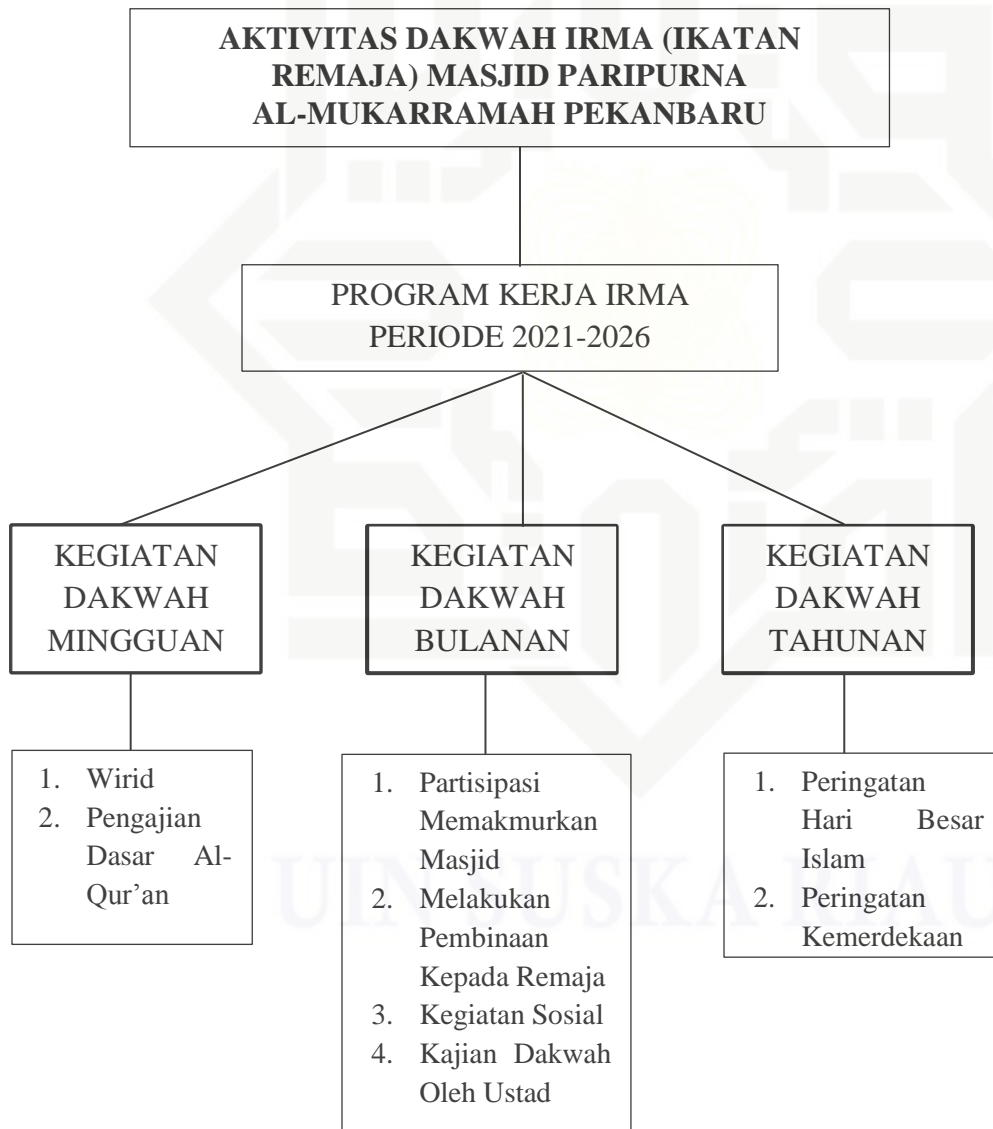 AKTIVITAS DAKWAH IRMA (IKATAN
REMAJA) MASJID PARIPURNA
AL-MUKARRAMAH PEKANBARU
PROGRAM KERJA IRMA
PERIODE 2021-2026
KEGIATAN
DAKWAH
MINGGUAN
KEGIATAN
DAKWAH
BULANAN
KEGIATAN
DAKWAH
TAHUNAN
1. Wirid
2. Pengajian
Dasar Al-
Qur’an
1. Partisipasi
Memakmurkan
Masjid
2. Melakukan
Pembinaan
Kepada Remaja
3. Kegiatan Sosial
4. Kajian Dakwah
Oleh Ustad
1. Peringatan
Hari Besar
Islam
2. Peringatan
Kemerdekaan
UIN SUSKA RIAU